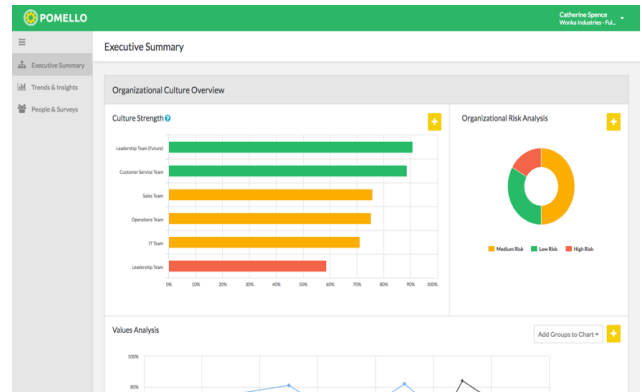 POMELLO
Catherine Spence
Wonka Industries - Ful...
Executive Summary
Executive Summary
Trends & Insights
People & Surveys
Organizational Culture Overview
Culture Strength
Organizational Risk Analysis
Leadership Team (Future)
Customer Service Team
Sales Team
Operations Team
IT Team
Leadership Team
0% 10% 20% 30% 40% 50% 60% 70% 80% 90% 100%
Medium Risk Low Risk High Risk
Values Analysis
Add Groups to Chart
100%
80%